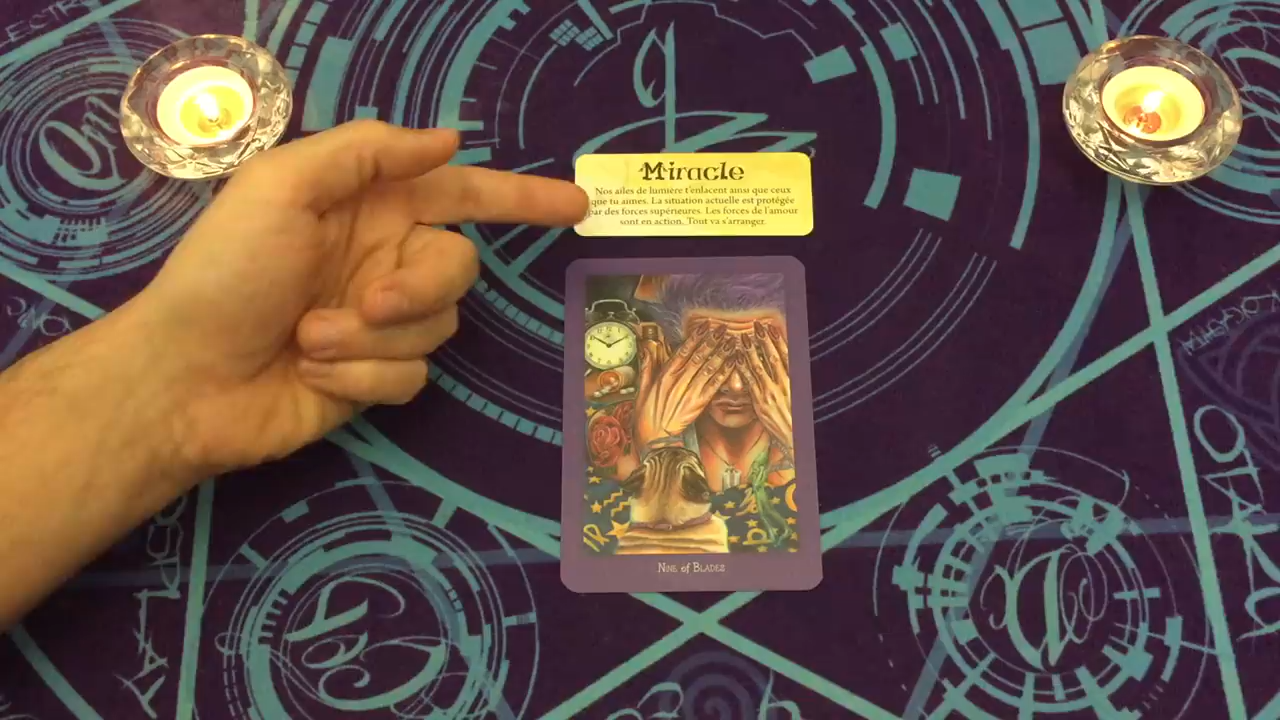 Miracle
Nos ailes de lumière t'enlacent ainsi que ceux
que tu aimes. La situation actuelle est protégée
par des forces supérieures. Les forces de l'amour
sont en action. Tout va s'arranger.
Nine of Blades